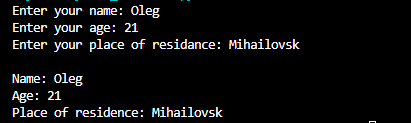 Enter your name: Oleg
Enter your age: 21
Enter your place of residance: Mihailovsk
Name: Oleg
Age: 21
Place of residence: Mihailovsk